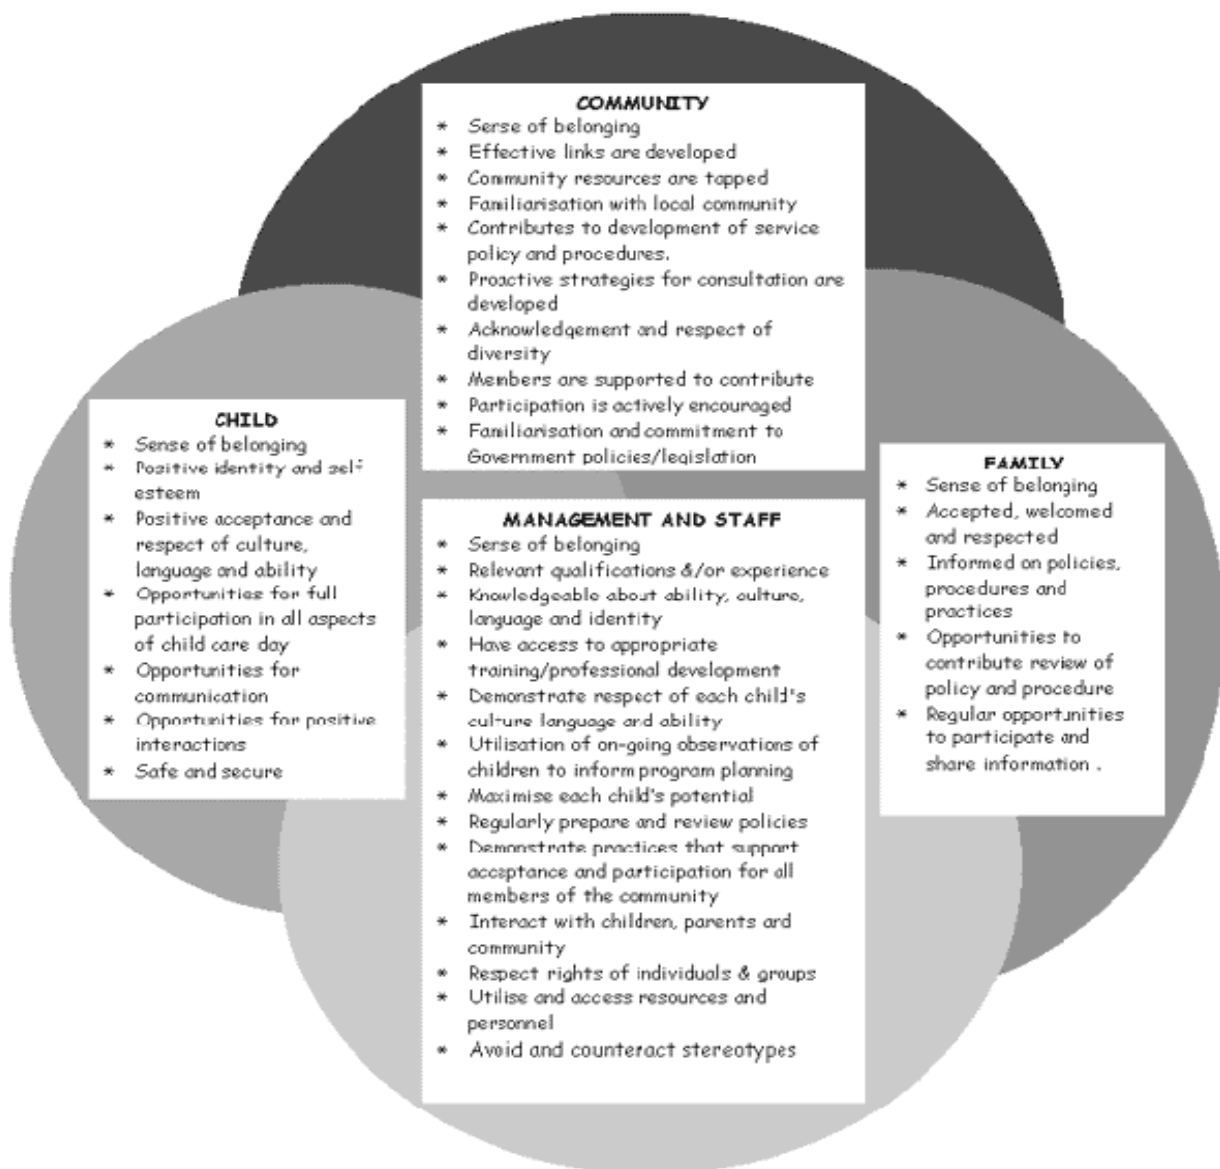 COMMUNITY
* Serse of belonging
* Effective links are developed
* Community resources are tapped
* Familiarisation with local community
* Contributes to development of service
policy and procedures.
* Proactive strategies for consultation are
developed
* Acknowledgement and respect of
diversity
* Members are supported to contribute
* Participation is actively encouraged
* Familiarisation and commitment to
Government policies/legislation
CHILD
* Sense of belonging
* Positive identity and self-
esteem
* Positive acceptance and
respect of culture,
language and ability
* Opportunities for full
participation in all aspects
of child care day
* Opportunities for
communication
* Opportunities for positive
interactions
* Safe and secure
MANAGEMENT AND STAFF
* Serse of belonging
* Relevant qualifications &/or experience
* Knowledgeable about ability, culture,
language and identity
* Have access to appropriate
training/professional development
* Demonstrate respect of each child's
culture language and ability
* Utilisation of on-going observations of
children to inform program planning
* Maximise each child's potential
* Regularly prepare and review policies
* Demonstrate practices that support
acceptance and participation for all
members of the community
* Interact with children, parents and
community
* Respect rights of individuals & groups
* Utilise and access resources and
personnel
* Avoid and counteract stereotypes
FAMILY
* Sense of belonging
* Accepted, welcomed
and respected
* Informed on policies,
procedures and
practices
* Opportunities to
contribute review of
policy and procedure
* Regular opportunities
to participate and
share information .